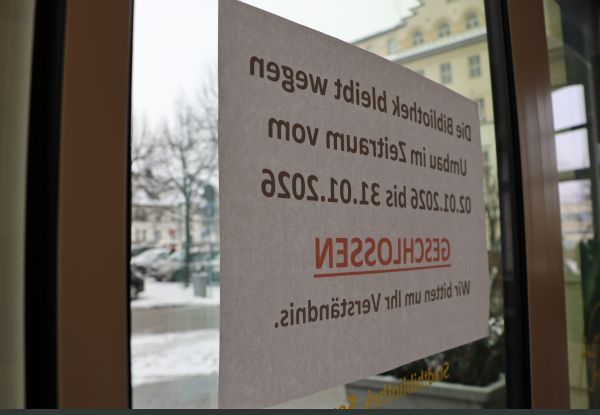 Die Bibliothek bleibt wegen
Umbau im Zeitraum vom
02.01.2026 bis 31.01.2026
GESCHLOSSEN
Wir bitten um Ihr Verständnis.
Stadtbibliothek